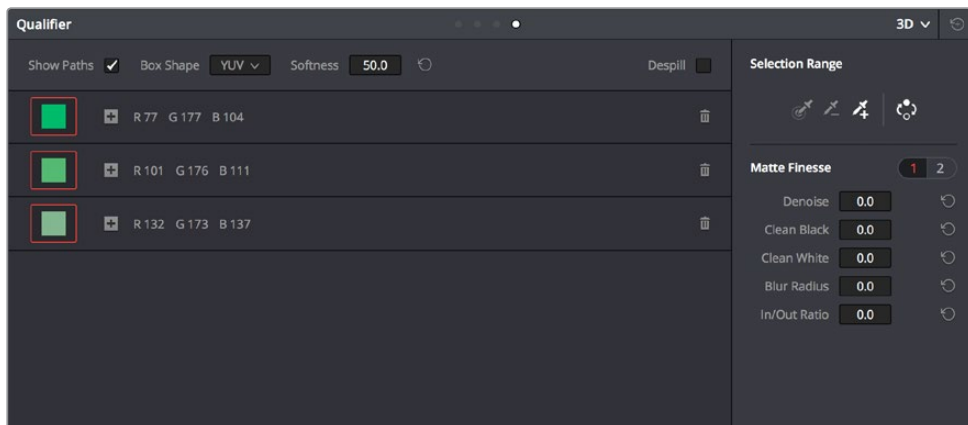 Qualifier
3D
Show Paths Box Shape YUV Softness 50.0 Despill
R 77 G 177 B 104
R 101 G 176 B 111
R 132 G 173 B 137
Selection Range
Matte Finesse 1 2
Denoise 0.0
Clean Black 0.0
Clean White 0.0
Blur Radius 0.0
In/Out Ratio 0.0